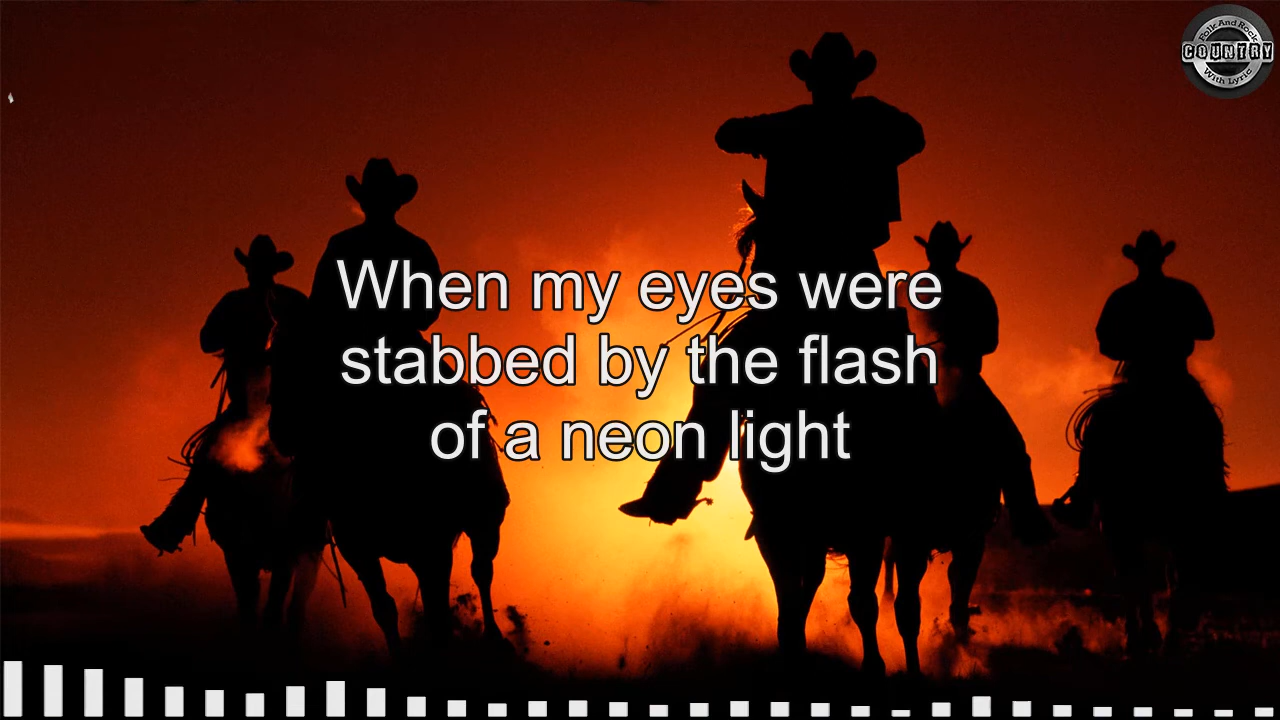 Folk And Rock
COUNTRY
With Lyric
When my eyes were
stabbed by the flash
of a neon light